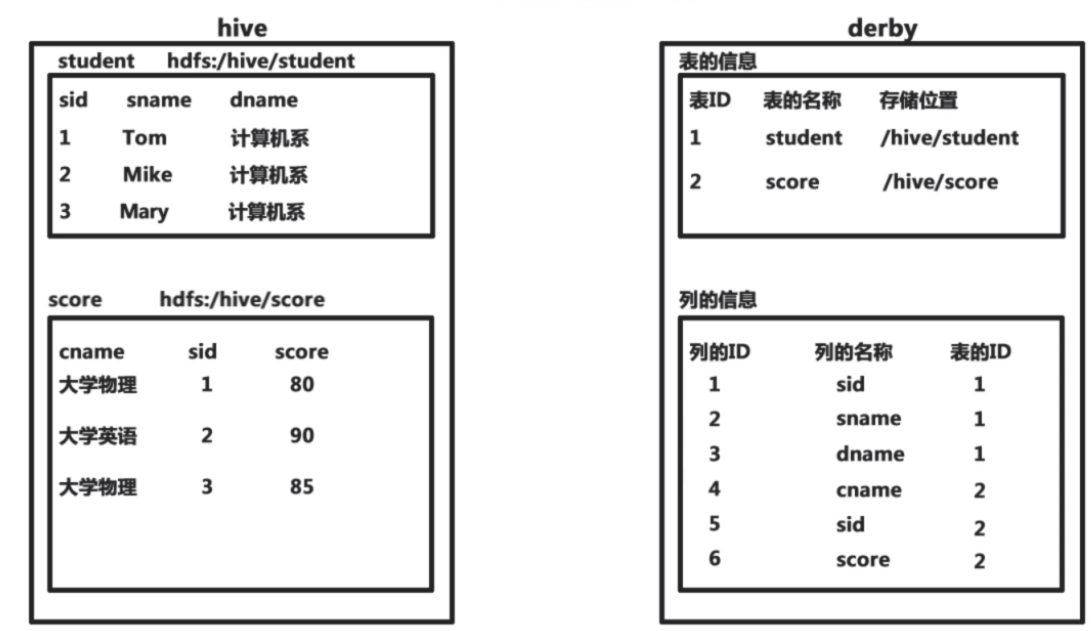 hive
student hdfs:/hive/student
sid sname dname
1 Tom 计算机系
2 Mike 计算机系
3 Mary 计算机系
score hdfs:/hive/score
cname sid score
大学物理 1 80
大学英语 2 90
大学物理 3 85
derby
表的信息
表ID 表的名称 存储位置
1 student /hive/student
2 score /hive/score
列的信息
列的ID 列的名称 表的ID
1 sid 1
2 sname 1
3 dname 1
4 cname 2
5 sid 2
6 score 2